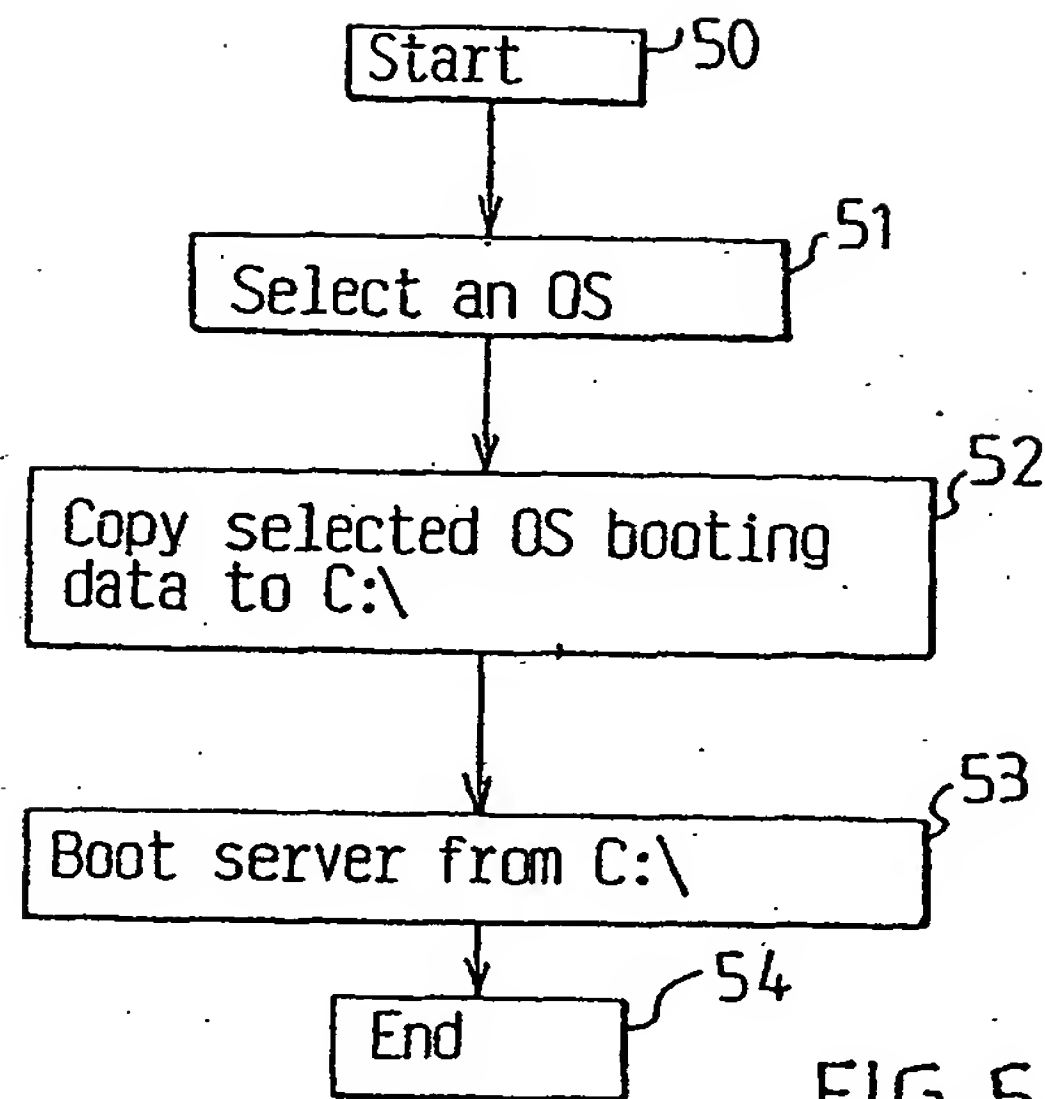 Start
50
51
Select an OS
52
Copy selected OS booting
data to C:\
53
Boot server from C:\
54
End
FIG 5